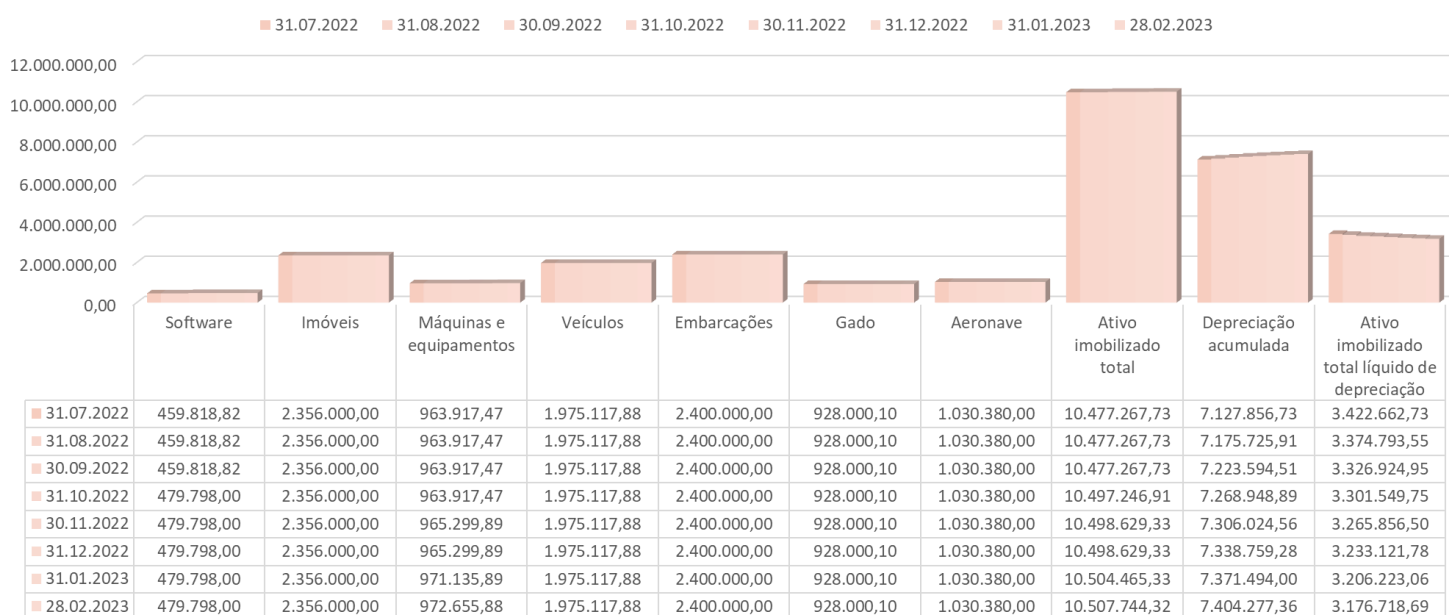 31.07.2022 31.08.2022 30.09.2022 31.10.2022 30.11.2022 31.12.2022 31.01.2023 28.02.2023
12.000.000,00
10.000.000,00
8.000.000,00
6.000.000,00
4.000.000,00
2.000.000,00
0,00
Software Imóveis Máquinas e Veículos Embarcações Gado Aeronave Ativo Depreciação Ativo
equipamentos imobilizado acumulada imobilizado
total total líquido de
depreciação
31.07.2022 459.818,82 2.356.000,00 963.917,47 1.975.117,88 2.400.000,00 928.000,10 1.030.380,00 10.477.267,73 7.127.856,73 3.422.662,73
31.08.2022 459.818,82 2.356.000,00 963.917,47 1.975.117,88 2.400.000,00 928.000,10 1.030.380,00 10.477.267,73 7.175.725,91 3.374.793,55
30.09.2022 459.818,82 2.356.000,00 963.917,47 1.975.117,88 2.400.000,00 928.000,10 1.030.380,00 10.477.267,73 7.223.594,51 3.326.924,95
31.10.2022 479.798,00 2.356.000,00 963.917,47 1.975.117,88 2.400.000,00 928.000,10 1.030.380,00 10.497.246,91 7.268.948,89 3.301.549,75
30.11.2022 479.798,00 2.356.000,00 965.299,89 1.975.117,88 2.400.000,00 928.000,10 1.030.380,00 10.498.629,33 7.306.024,56 3.265.856,50
31.12.2022 479.798,00 2.356.000,00 965.299,89 1.975.117,88 2.400.000,00 928.000,10 1.030.380,00 10.498.629,33 7.338.759,28 3.233.121,78
31.01.2023 479.798,00 2.356.000,00 971.135,89 1.975.117,88 2.400.000,00 928.000,10 1.030.380,00 10.504.465,33 7.371.494,00 3.206.223,06
28.02.2023 479.798,00 2.356.000,00 972.655,88 1.975.117,88 2.400.000,00 928.000,10 1.030.380,00 10.507.744,32 7.404.277,36 3.176.718,69